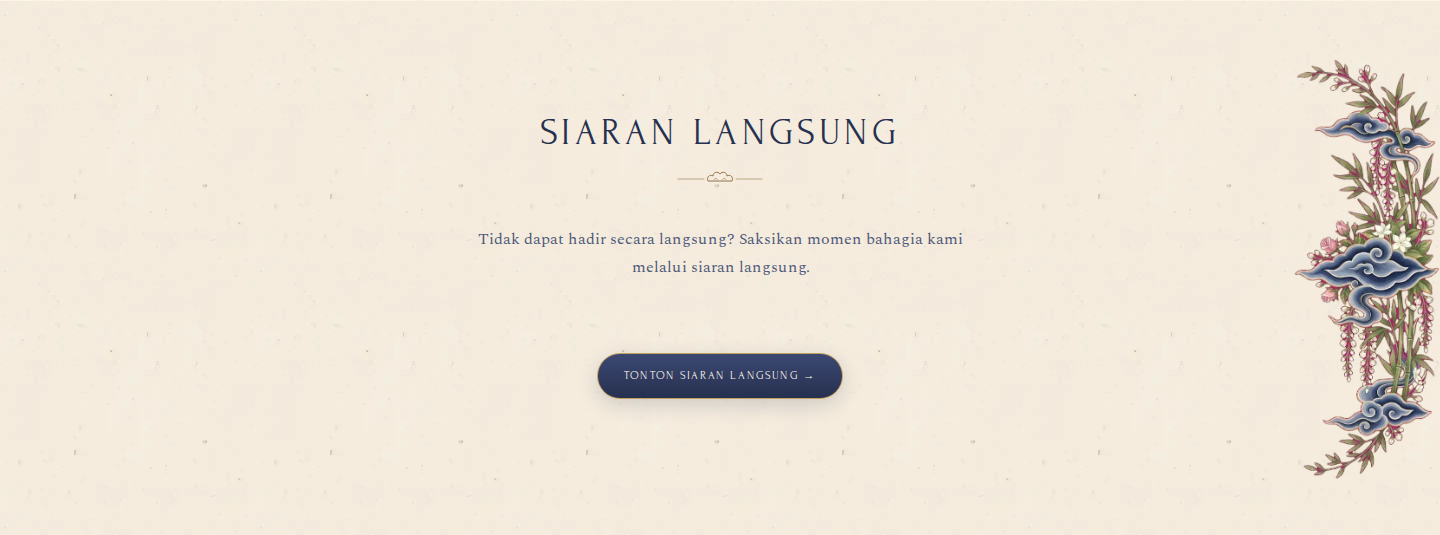 SIARAN LANGSUNG
Tidak dapat hadir secara langsung? Saksikan momen bahagia kami
melalui siaran langsung.
TONTON SIARAN LANGSUNG →